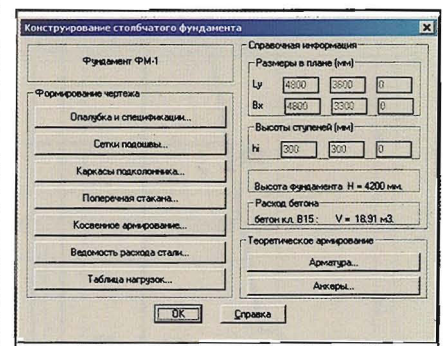 Конструирование столбчатого фундамента
Фундамент ФМ-1
Формирование чертежа
Опалубка и спецификации...
Сетки подошвы...
Каркасы подколонника...
Поперечная стакана...
Косвенное армирование...
Ведомость расхода стали...
Таблица нагрузок...
Справочная информация
Размеры в плане (мм)
Ly 4800 3600 0
Bx 4800 3300 0
Высоты ступеней (мм)
hi 300 300 0
Высота фундамента H = 4200 мм.
Расход бетона
бетон кл. В15 : V = 18.91 м3.
Теоретическое армирование
Арматура...
Анкеры...
OK
Справка